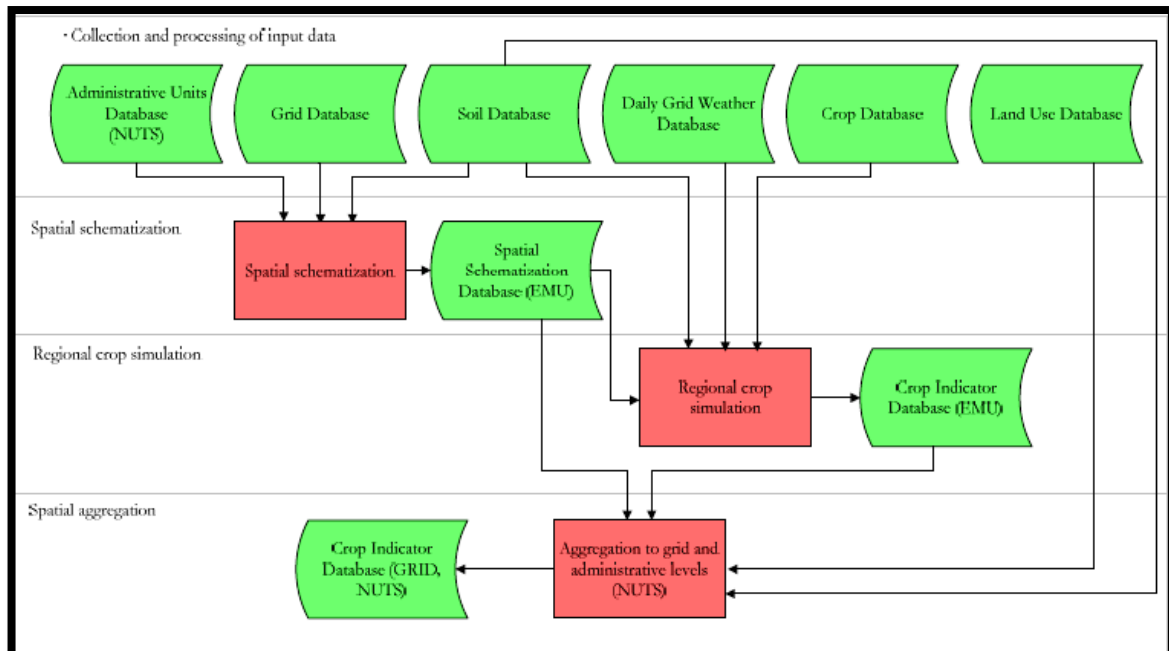 · Collection and processing of input data
Administrative Units
Database
(NUTS)
Grid Database
Soil Database
Daily Grid Weather
Database
Crop Database
Land Use Database
Spatial schematization
Spatial schematization
Spatial
Schematization
Database (EMU)
Regional crop simulation
Regional crop
simulation
Crop Indicator
Database (EMU)
Spatial aggregation
Crop Indicator
Database (GRID,
NUTS)
Aggregation to grid and
administrative levels
(NUTS)